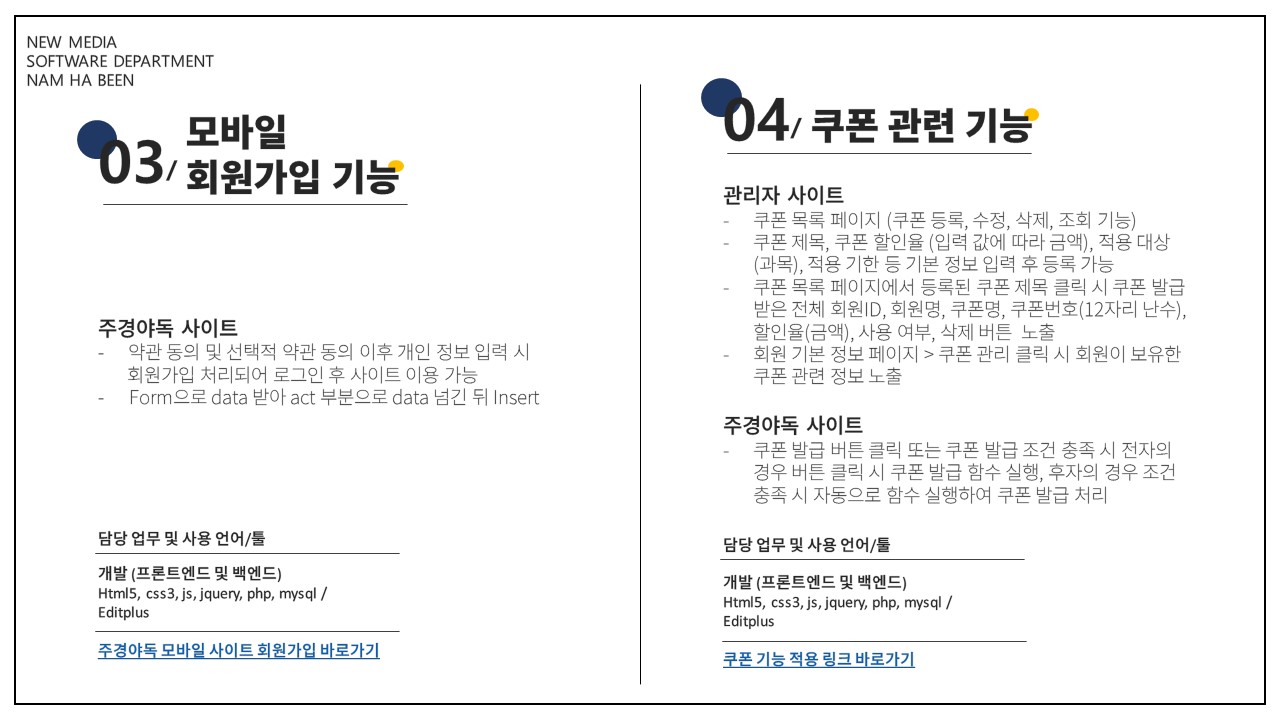 NEW MEDIA
SOFTWARE DEPARTMENT
NAM HA BEEN
03/ 모바일
회원가입 기능
주경야독 사이트
- 약관 동의 및 선택적 약관 동의 이후 개인 정보 입력 시
회원가입 처리되어 로그인 후 사이트 이용 가능
- Form으로 data 받아 act 부분으로 data 넘긴 뒤 Insert
담당 업무 및 사용 언어/툴
개발 (프론트엔드 및 백엔드)
Html5, css3, js, jquery, php, mysql /
Editplus
주경야독 모바일 사이트 회원가입 바로가기
04/ 쿠폰 관련 기능
관리자 사이트
- 쿠폰 목록 페이지 (쿠폰 등록, 수정, 삭제, 조회 기능)
- 쿠폰 제목, 쿠폰 할인율 (입력 값에 따라 금액), 적용 대상
(과목), 적용 기한 등 기본 정보 입력 후 등록 가능
- 쿠폰 목록 페이지에서 등록된 쿠폰 제목 클릭 시 쿠폰 발급
받은 전체 회원ID, 회원명, 쿠폰명, 쿠폰번호(12자리 난수),
할인율(금액), 사용 여부, 삭제 버튼 노출
- 회원 기본 정보 페이지 > 쿠폰 관리 클릭 시 회원이 보유한
쿠폰 관련 정보 노출
주경야독 사이트
- 쿠폰 발급 버튼 클릭 또는 쿠폰 발급 조건 충족 시 전자의
경우 버튼 클릭 시 쿠폰 발급 함수 실행, 후자의 경우 조건
충족 시 자동으로 함수 실행하여 쿠폰 발급 처리
담당 업무 및 사용 언어/툴
개발 (프론트엔드 및 백엔드)
Html5, css3, js, jquery, php, mysql /
Editplus
쿠폰 기능 적용 링크 바로가기